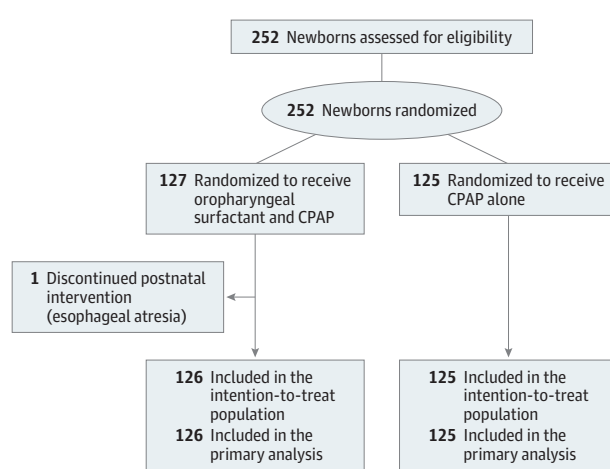 252 Newborns assessed for eligibility
252 Newborns randomized
127 Randomized to receive
oropharyngeal
surfactant and CPAP
125 Randomized to receive
CPAP alone
1 Discontinued postnatal
intervention
(esophageal atresia)
126 Included in the
intention-to-treat
population
126 Included in the
primary analysis
125 Included in the
intention-to-treat
population
125 Included in the
primary analysis